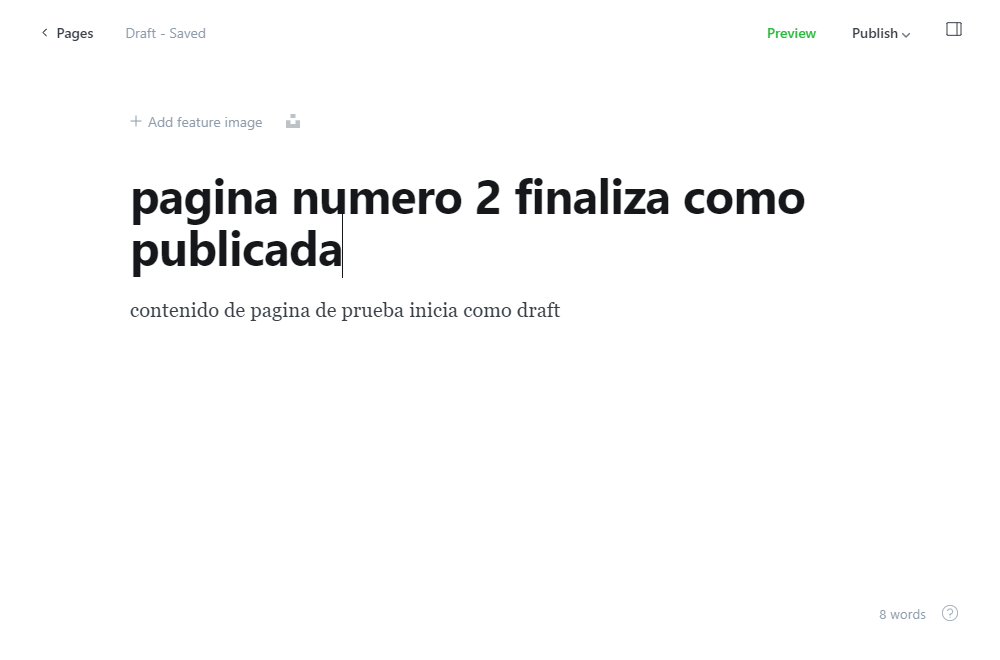 Pages
Draft - Saved
Preview
Publish
Add feature image
pagina numero 2 finaliza como
publicada
contenido de pagina de prueba inicia como draft
8 words
?